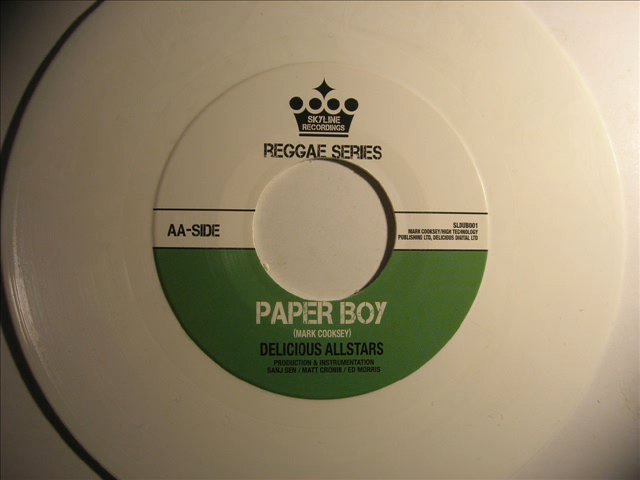 SKYLINE
RECORDINGS
REGGAE SERIES
AA-SIDE
SLDUB001
MARK COOKSEY/HIGH TECHNOLOGY
PUBLISHING LTD, DELICIOUS DIGITAL LTD
PAPER BOY
(MARK COOKSEY)
DELICIOUS ALLSTARS
PRODUCTION & INSTRUMENTATION
SANJ SEN / MATT CRONIK / ED MORRIS